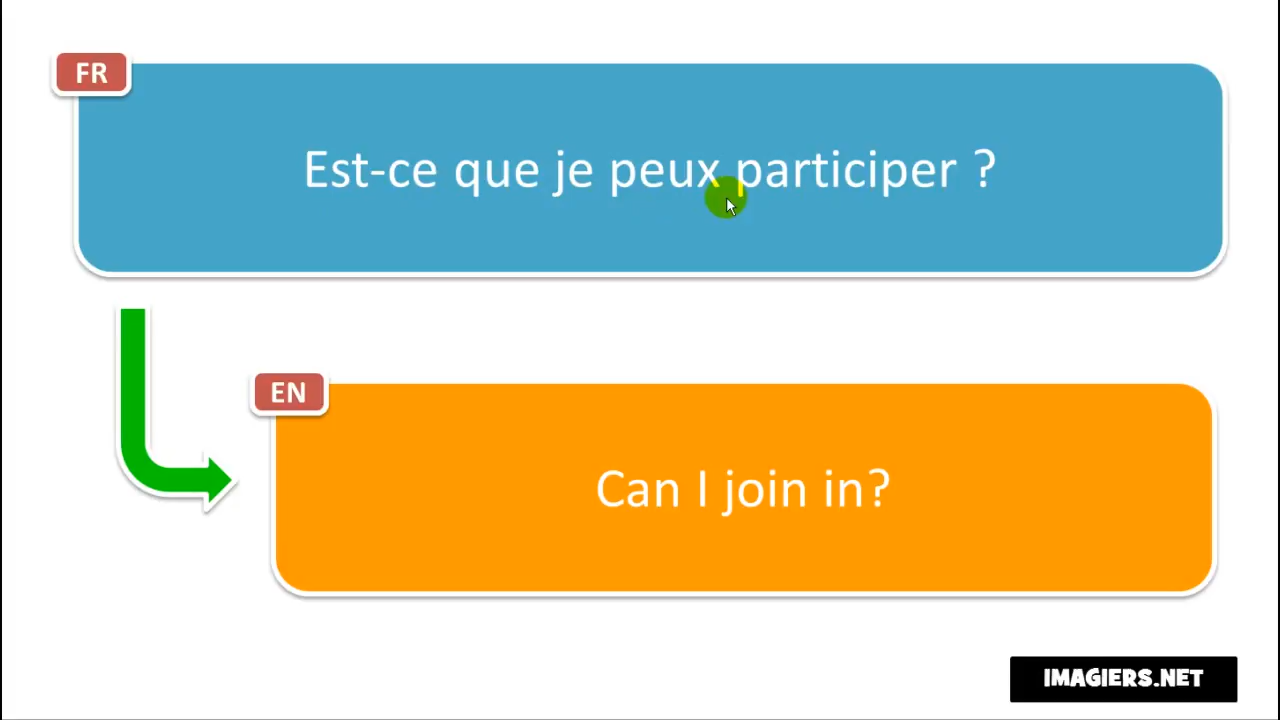 FR
Est-ce que je peux participer ?
EN
Can I join in?
IMAGIERS.NET